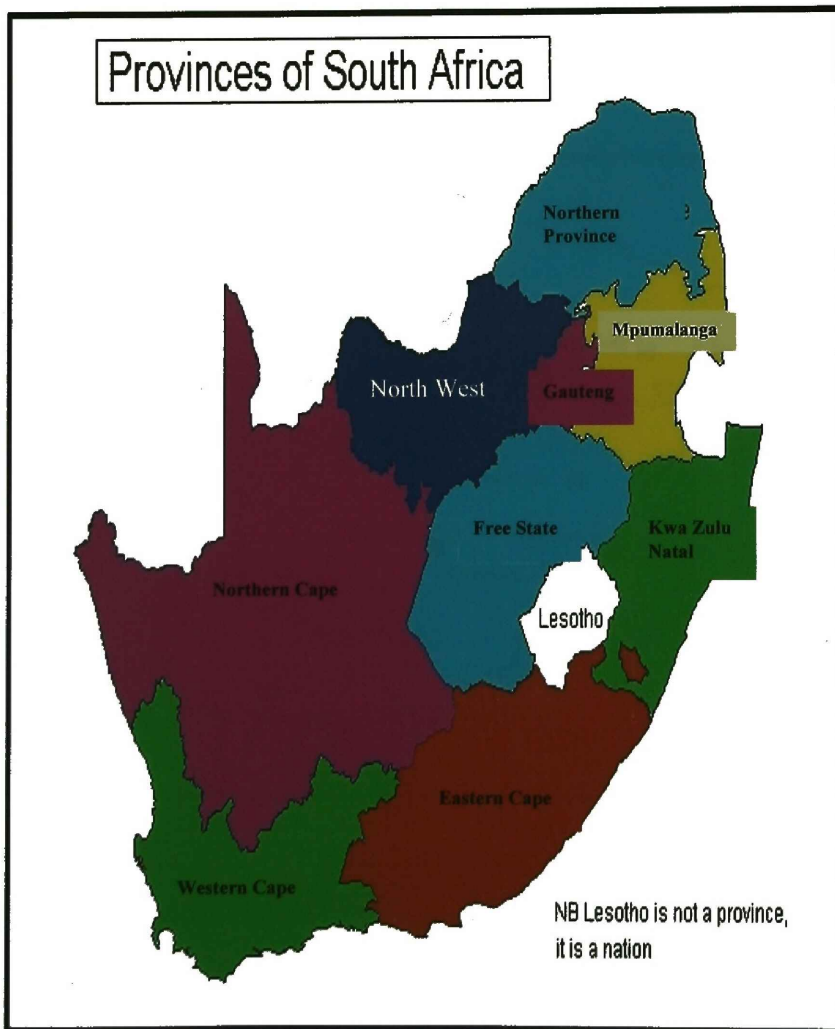 Provinces of South Africa
Northern
Province
Mpumalanga
North West
Gauteng
Free State
Kwa Zulu
Natal
Northern Cape
Lesotho
Eastern Cape
Western Cape
NB Lesotho is not a province,
it is a nation